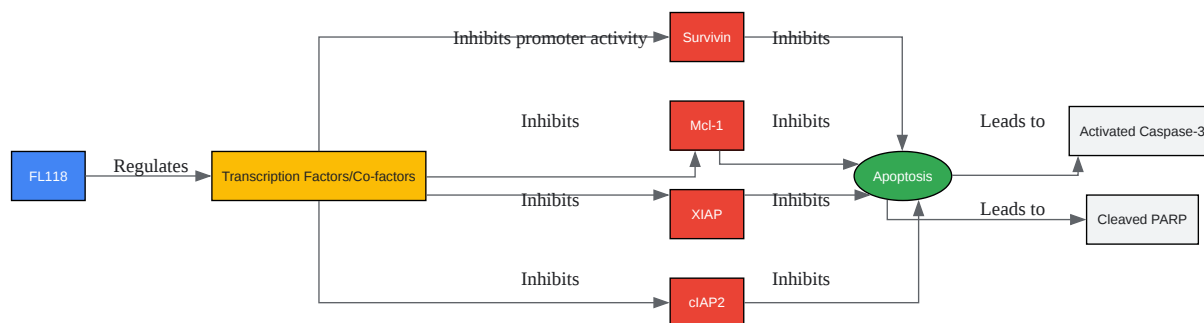 Inhibits promoter activity
Survivin
Inhibits
Inhibits
Mcl-1
Inhibits
Leads to
Activated Caspase-3
FL118
Regulates
Transcription Factors/Co-factors
Apoptosis
Inhibits
XIAP
Inhibits
Leads to
Cleaved PARP
Inhibits
cIAP2
Inhibits